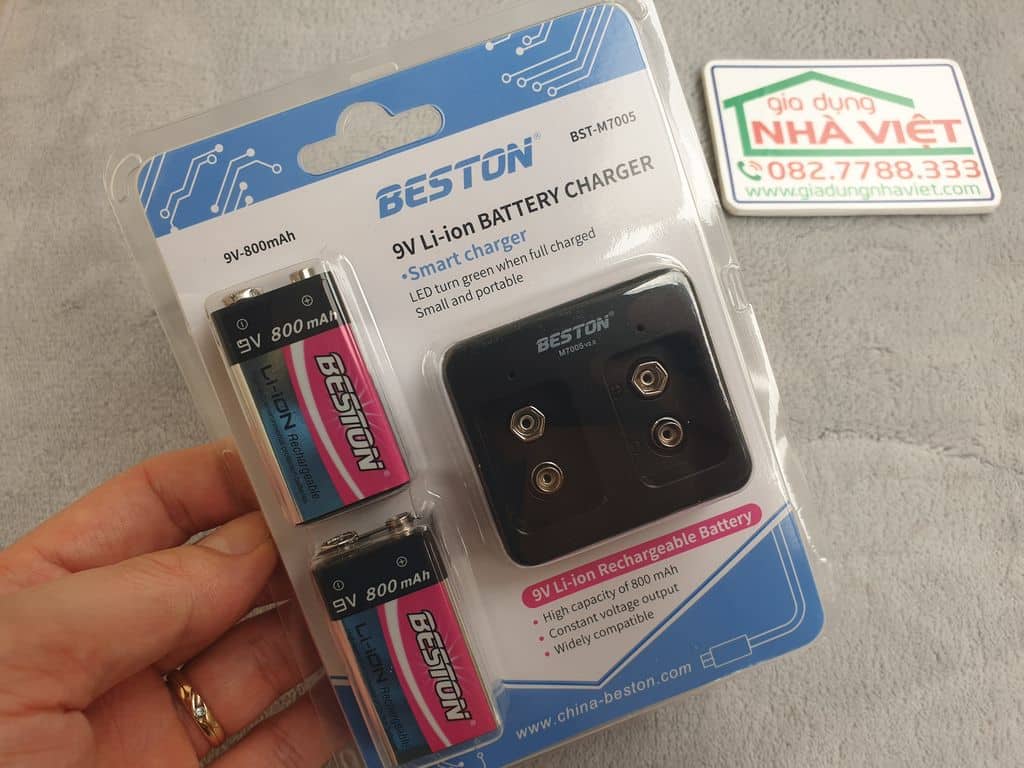 BESTON®
BST-M7005
9V-800mAh
9V Li-ion BATTERY CHARGER
•Smart charger
LED turn green when full charged
Small and portable
9V 800 mAh
Li-ION Rechargeable
BESTON
9V 800 mAh
Li-ION Rechargeable
BESTON
BESTON®
M7005
9V Li-ion Rechargeable Battery
• High capacity of 800 mAh
• Constant voltage output
• Widely compatible
www.china-beston.com
gia dụng
NHÀ VIỆT
082.7788.333
www.giadungnhaviet.com